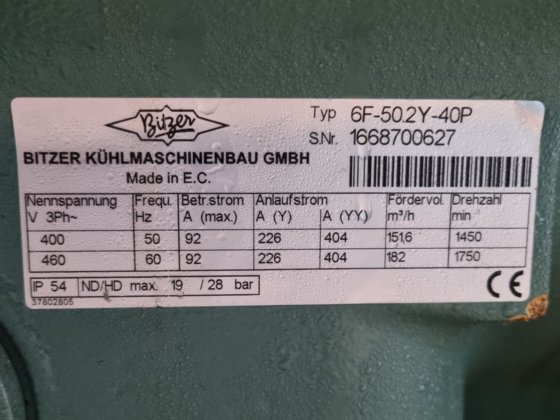 Bitzer
Typ 6F-50.2Y-40P
S.Nr. 1668700627
BITZER KÜHLMASCHINENBAU GMBH
Made in E.C.
Nennspannung Frequ. Betr.strom Anlaufstrom Fördervol. Drehzahl
V 3Ph~ Hz A (max.) A (Y) A (YY) m³/h min
400 50 92 226 404 151,6 1450
460 60 92 226 404 182 1750
IP 54 ND/HD max. 19 / 28 bar CE
37802805